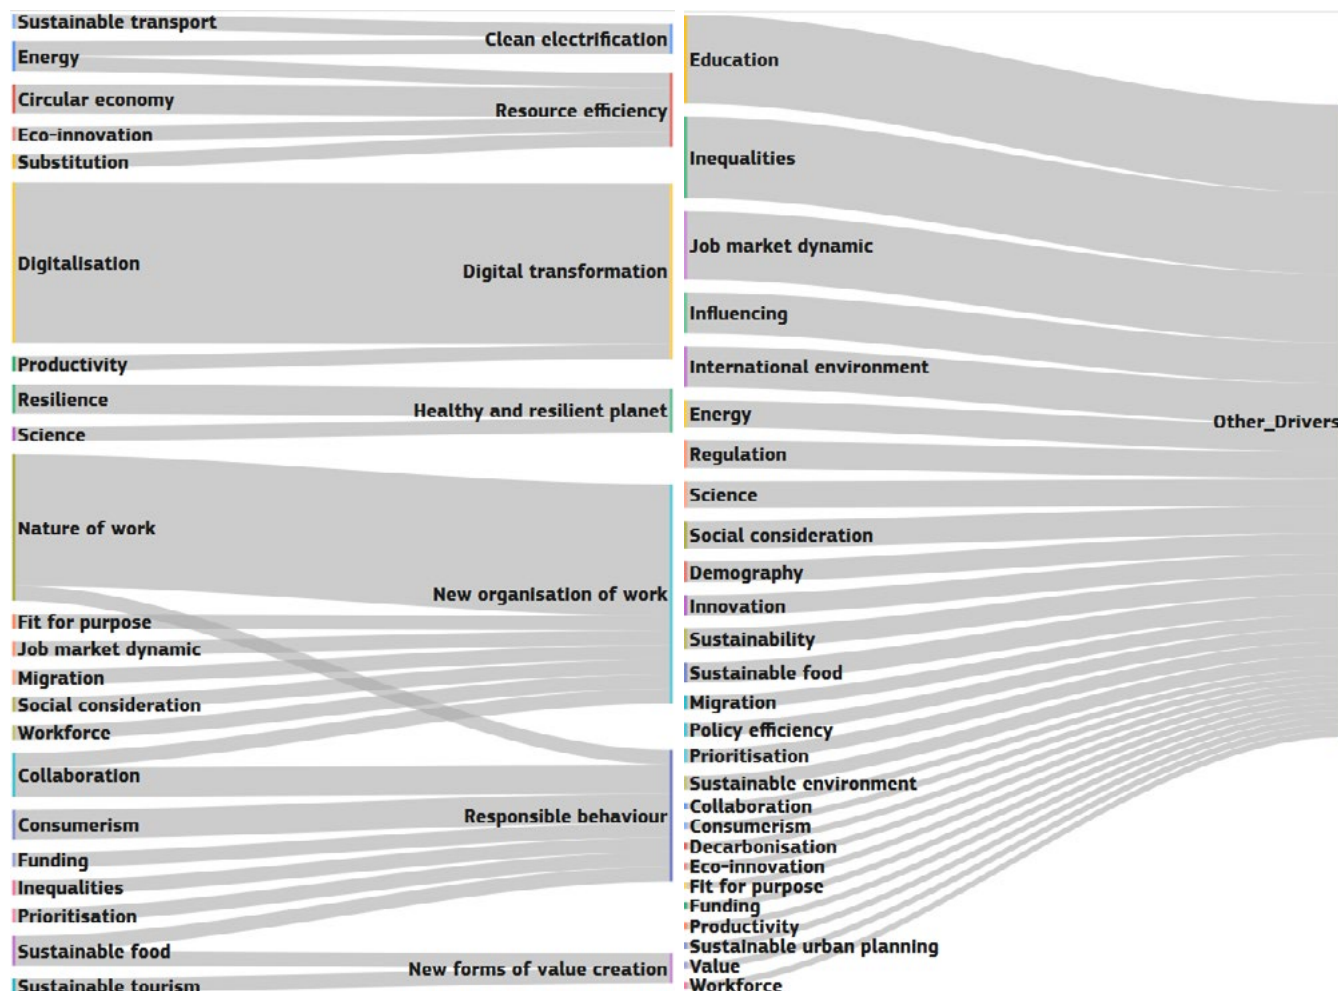 Sustainable transport
Energy
Circular economy
Eco-innovation
Substitution
Digitalisation
Productivity
Resilience
Science
Nature of work
Fit for purpose
Job market dynamic
Migration
Social consideration
Workforce
Collaboration
Consumerism
Funding
Inequalities
Prioritisation
Sustainable food
Sustainable tourism
Clean electrification
Resource efficiency
Digital transformation
Healthy and resilient planet
New organisation of work
Responsible behaviour
New forms of value creation
Education
Inequalities
Job market dynamic
Influencing
International environment
Energy
Regulation
Science
Social consideration
Demography
Innovation
Sustainability
Sustainable food
Migration
Policy efficiency
Prioritisation
Sustainable environment
Collaboration
Consumerism
Decarbonisation
Eco-innovation
Fit for purpose
Funding
Productivity
Sustainable urban planning
Value
Workforce
Other_Drivers